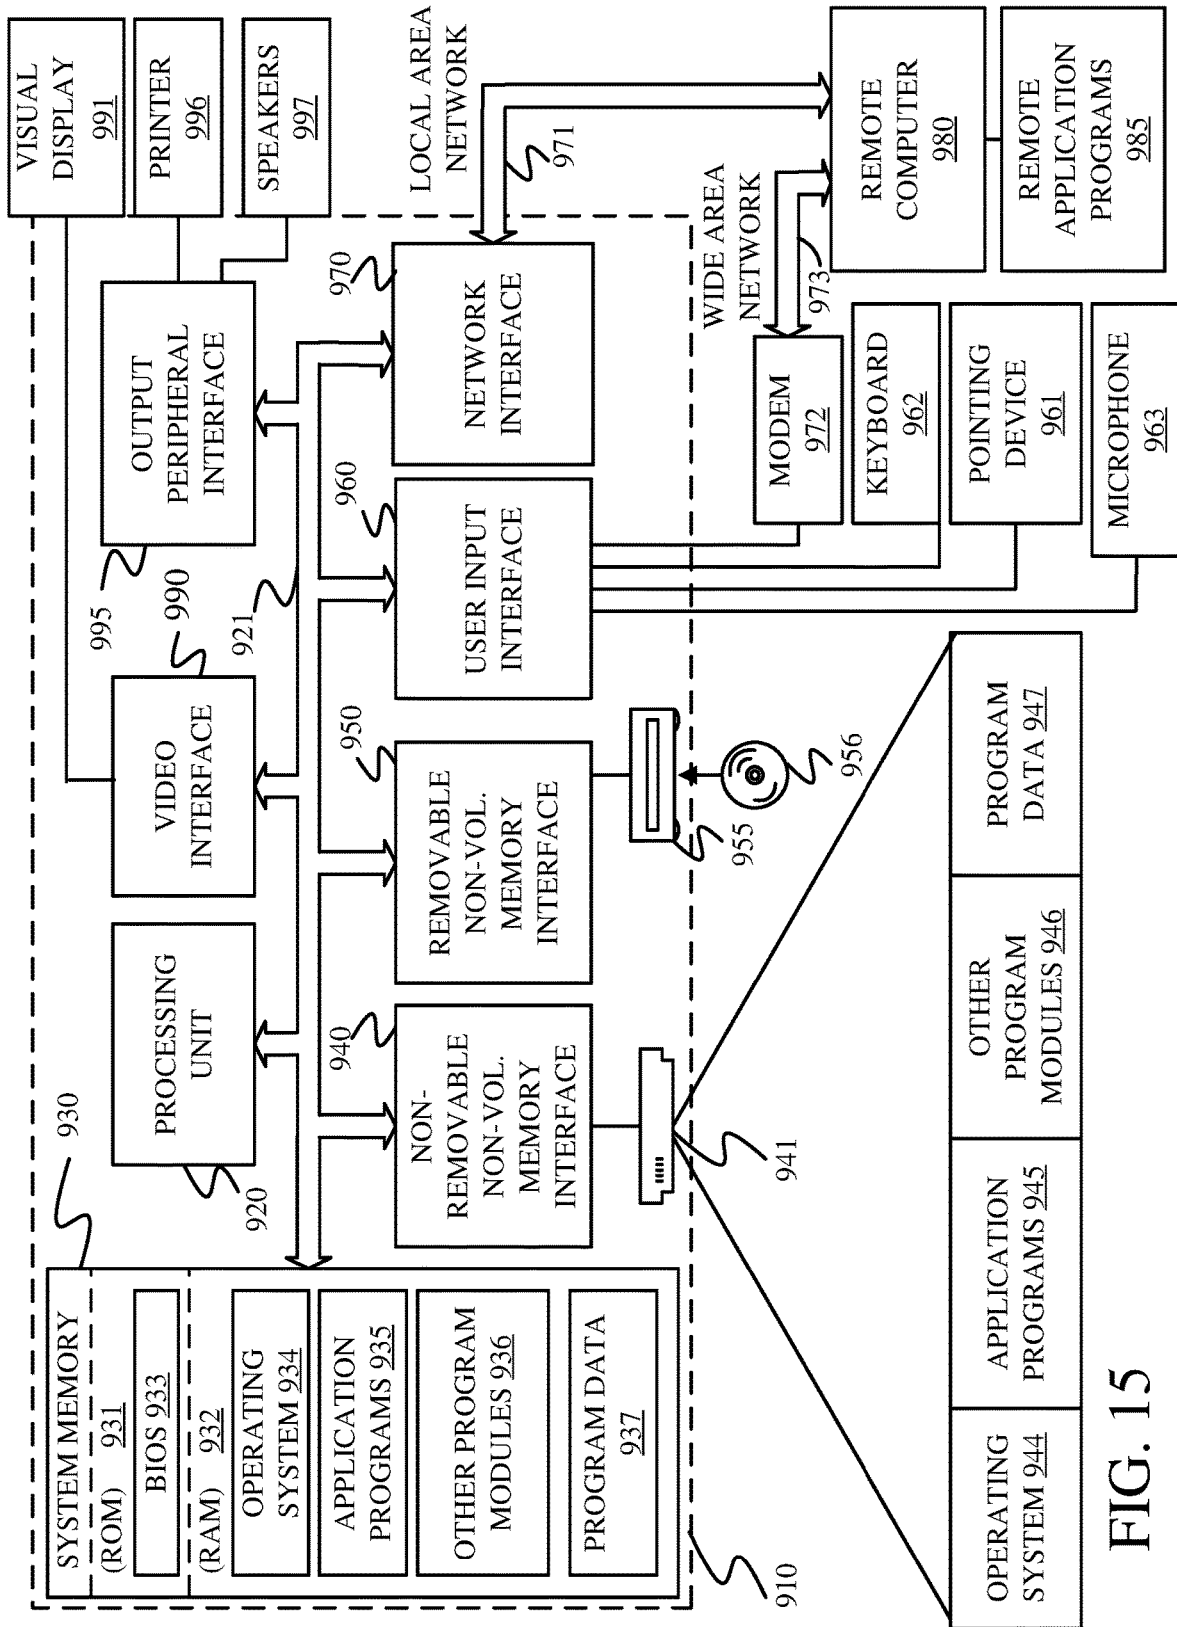 SYSTEM MEMORY
(ROM) 931
BIOS 933
(RAM) 932
OPERATING
SYSTEM 934
APPLICATION
PROGRAMS 935
OTHER PROGRAM
MODULES 936
PROGRAM DATA
937
930
920
PROCESSING
UNIT
VIDEO
INTERFACE
990
995
OUTPUT
PERIPHERAL
INTERFACE
921
VISUAL
DISPLAY
991
PRINTER
996
SPEAKERS
997
940
NON-
REMOVABLE
NON-VOL.
MEMORY
INTERFACE
950
REMOVABLE
NON-VOL.
MEMORY
INTERFACE
960
USER INPUT
INTERFACE
970
NETWORK
INTERFACE
LOCAL AREA
NETWORK
971
910
941
955
956
WIDE AREA
NETWORK
973
MODEM
972
KEYBOARD
962
POINTING
DEVICE
961
MICROPHONE
963
REMOTE
COMPUTER
980
REMOTE
APPLICATION
PROGRAMS
985
OPERATING
SYSTEM 944
APPLICATION
PROGRAMS 945
OTHER
PROGRAM
MODULES 946
PROGRAM
DATA 947
FIG. 15